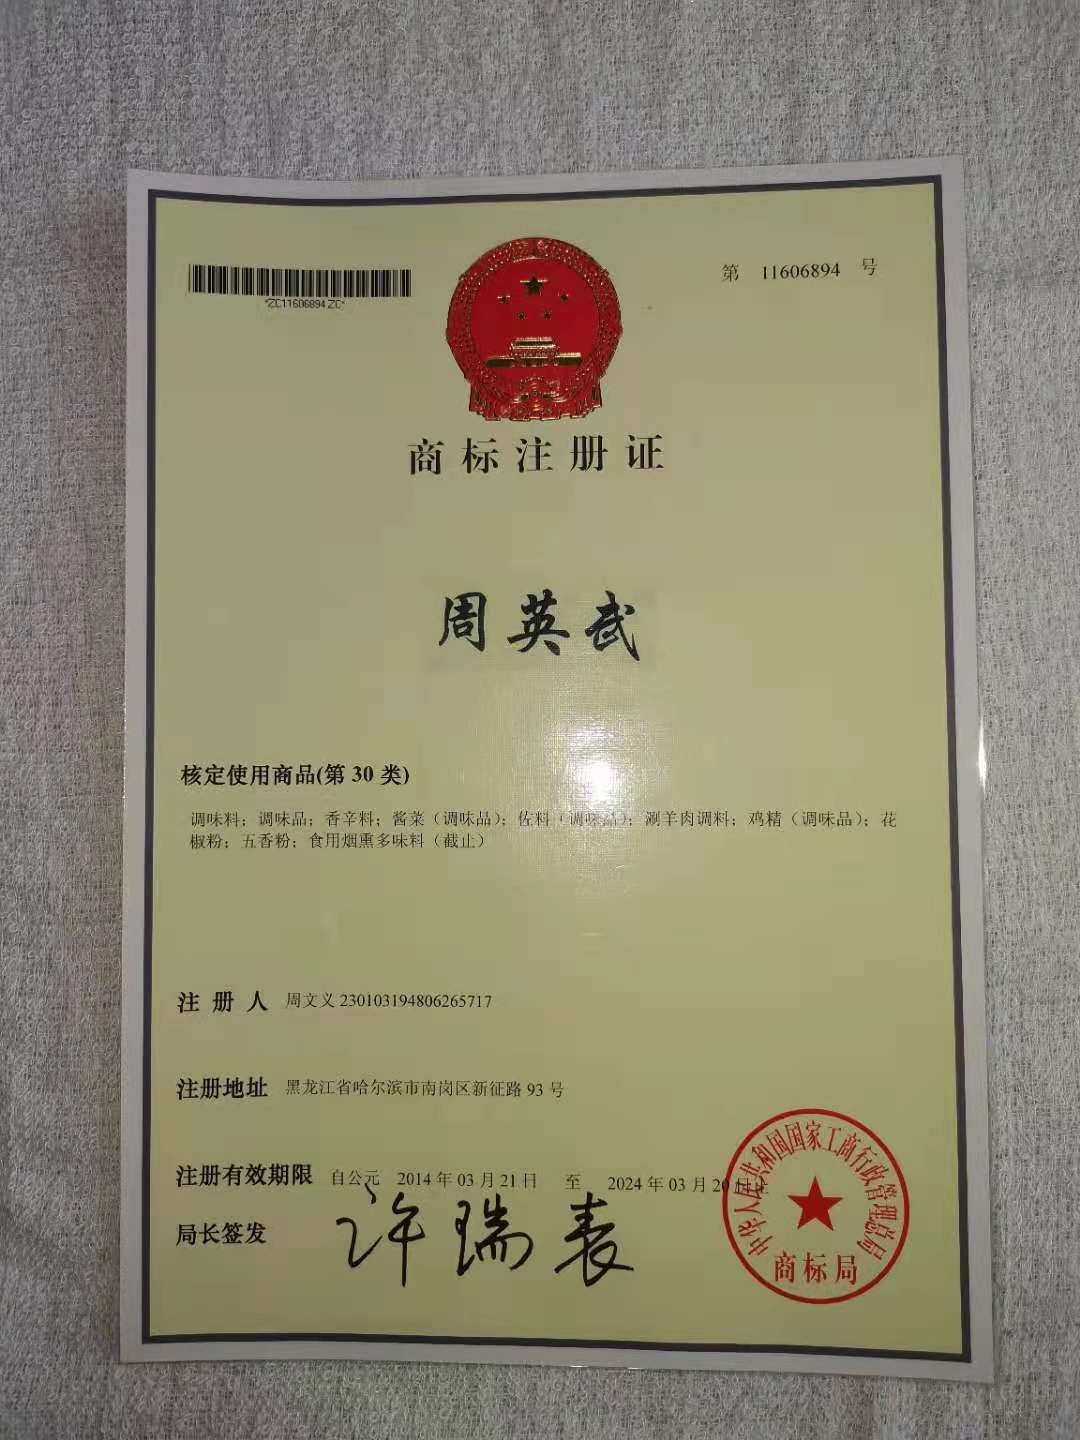 第 11606894 号
*ZC11606894ZC*
商标注册证
周英武
核定使用商品(第 30 类)
调味料；调味品；香辛料；酱菜（调味品）；佐料（调味品）；涮羊肉调料；鸡精（调味品）；花
椒粉；五香粉；食用烟熏多味料（截止）
注册人 周文义 230103194806265717
注册地址 黑龙江省哈尔滨市南岗区新征路 93 号
注册有效期限 自公元 2014 年 03 月 21 日 至 2024 年 03 月 20 日止
局长签发 许瑞表
中华人民共和国国家工商行政管理总局
商标局